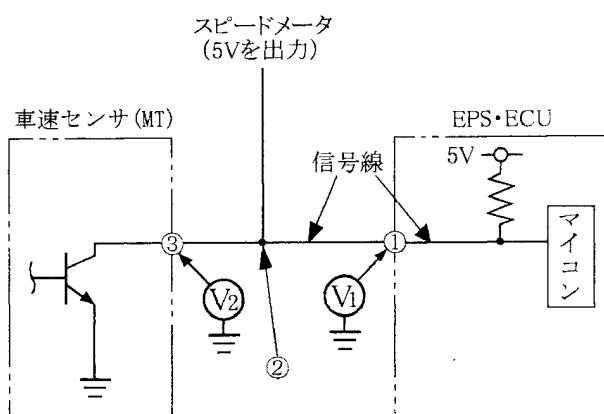 スピードメータ
(5Vを出力)
車速センサ(MT)
EPS・ECU
5V
信号線
③
①
マイコン
V2
V1
②